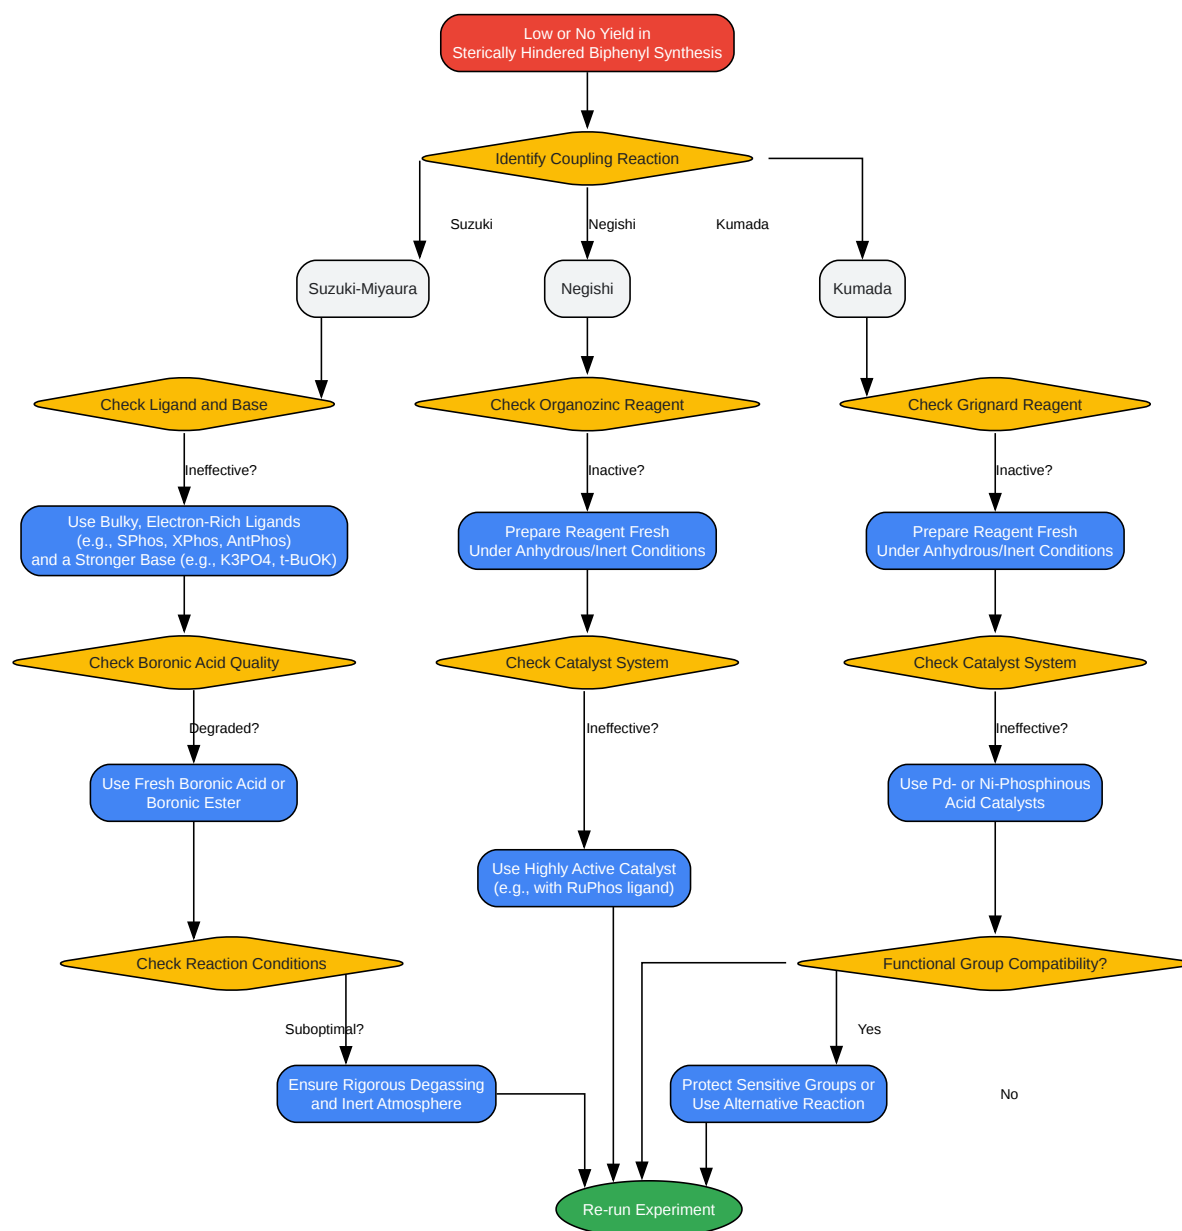 Low or No Yield in
Sterically Hindered Biphenyl Synthesis
Identify Coupling Reaction
Suzuki
Negishi
Kumada
Suzuki-Miyaura
Negishi
Kumada
Check Ligand and Base
Check Organozinc Reagent
Check Grignard Reagent
Ineffective?
Inactive?
Inactive?
Use Bulky, Electron-Rich Ligands
(e.g., SPhos, XPhos, AntPhos)
and a Stronger Base (e.g., K3PO4, t-BuOK)
Prepare Reagent Fresh
Under Anhydrous/Inert Conditions
Prepare Reagent Fresh
Under Anhydrous/Inert Conditions
Check Boronic Acid Quality
Check Catalyst System
Check Catalyst System
Degraded?
Ineffective?
Ineffective?
Use Fresh Boronic Acid or
Boronic Ester
Use Pd- or Ni-Phosphinous
Acid Catalysts
Use Highly Active Catalyst
(e.g., with RuPhos ligand)
Check Reaction Conditions
Functional Group Compatibility?
Suboptimal?
Yes
Ensure Rigorous Degassing
and Inert Atmosphere
Protect Sensitive Groups or
Use Alternative Reaction
No
Re-run Experiment